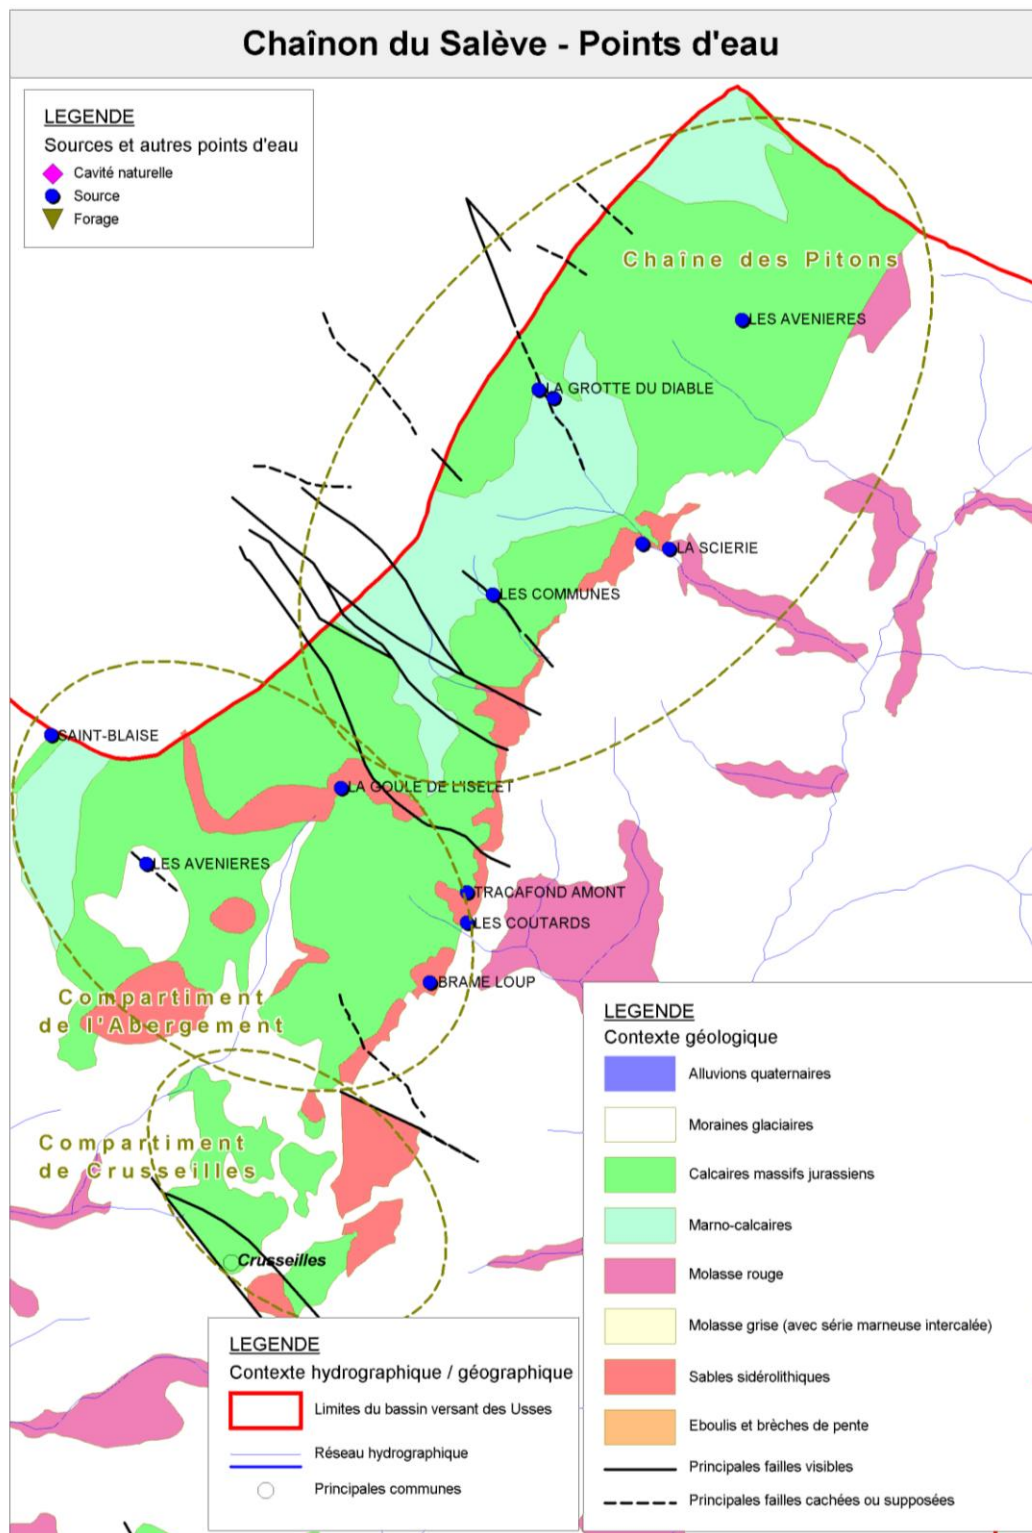 Chaînon du Salève - Points d'eau
LEGENDE
Sources et autres points d'eau
Cavité naturelle
Source
Forage
Chaîne des Pitons
LES AVENIERES
LA GROTTE DU DIABLE
LA SCIERIE
LES COMMUNES
SAINT-BLAISE
LA GOULE DE L'ISELET
LES AVENIERES
TRACAFOND AMONT
LES COUTARDS
BRAME LOUP
Compartiment
de l'Abergement
Compartiment
de Crusseilles
Crusseilles
LEGENDE
Contexte géologique
Alluvions quaternaires
Moraines glaciaires
Calcaires massifs jurassiens
Marno-calcaires
Molasse rouge
Molasse grise (avec série marneuse intercalée)
Sables sidérolithiques
Eboulis et brèches de pente
Principales failles visibles
Principales failles cachées ou supposées
LEGENDE
Contexte hydrographique / géographique
Limites du bassin versant des Usses
Réseau hydrographique
Principales communes